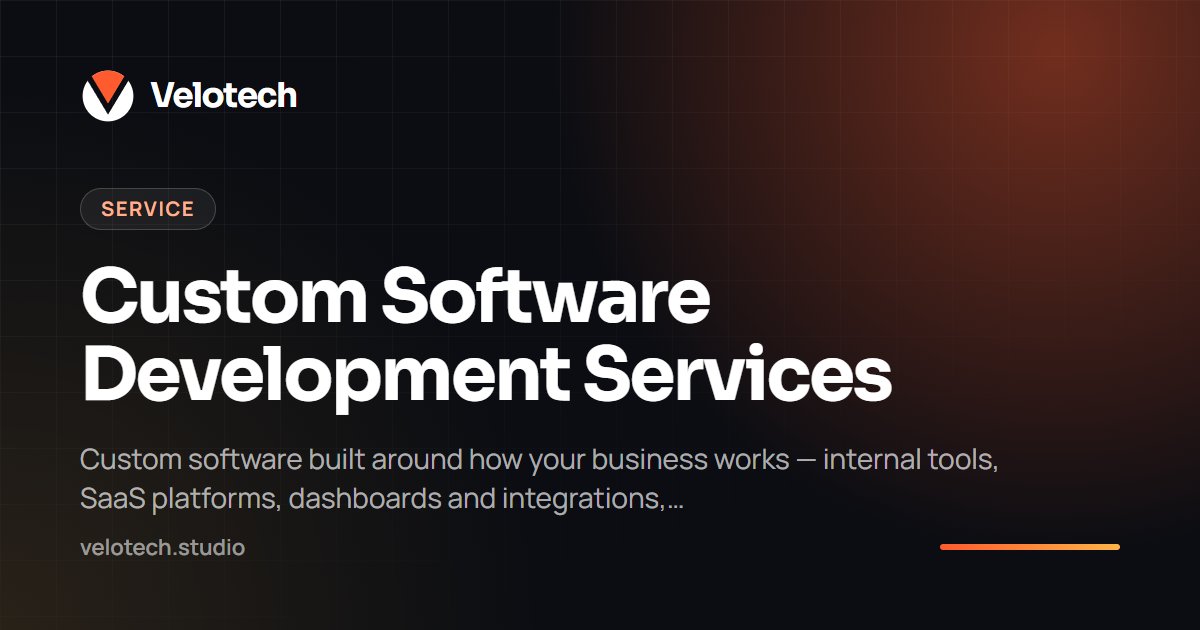 Velotech
SERVICE
Custom Software
Development Services
Custom software built around how your business works — internal tools,
SaaS platforms, dashboards and integrations,...
velotech.studio